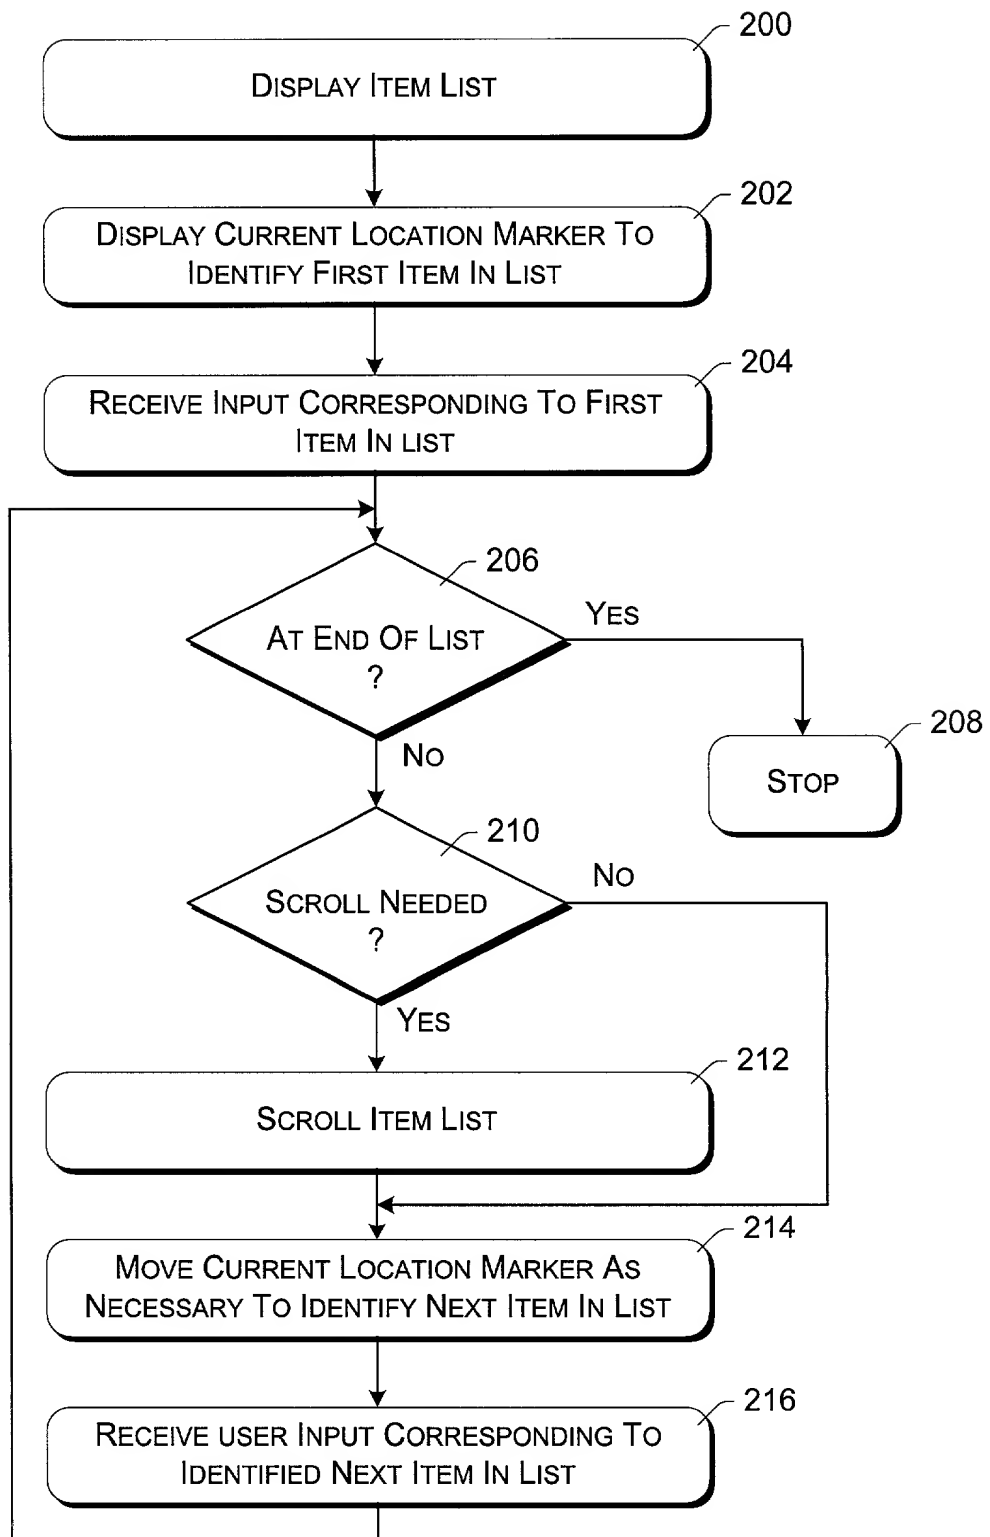 200
DISPLAY ITEM LIST
202
DISPLAY CURRENT LOCATION MARKER TO
IDENTIFY FIRST ITEM IN LIST
204
RECEIVE INPUT CORRESPONDING TO FIRST
ITEM IN LIST
206
AT END OF LIST
?
YES
NO
208
STOP
210
SCROLL NEEDED
?
NO
YES
212
SCROLL ITEM LIST
214
MOVE CURRENT LOCATION MARKER AS
NECESSARY TO IDENTIFY NEXT ITEM IN LIST
216
RECEIVE USER INPUT CORRESPONDING TO
IDENTIFIED NEXT ITEM IN LIST